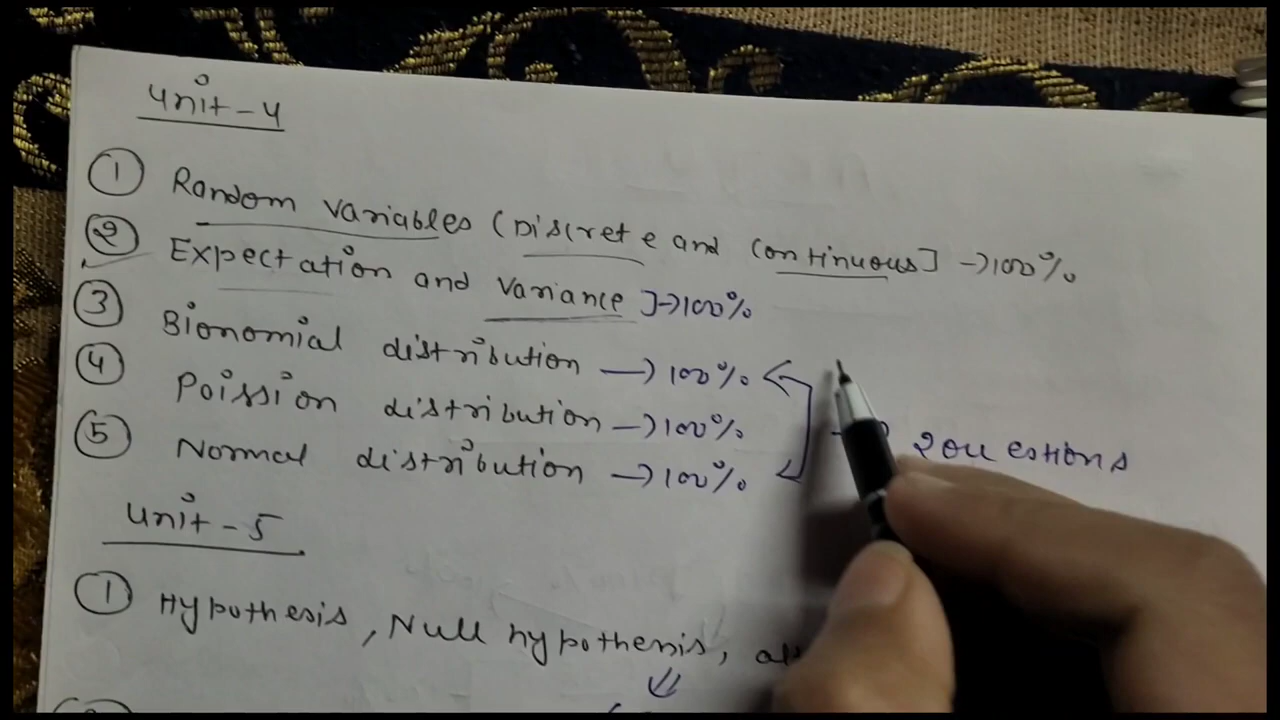 Unit-4
① Random variables (Discrete and Continuous] → 100%
② Expectation and Variance ] → 100%
③ Bionomial distribution → 100%
④ Poission distribution → 100%
⑤ Normal distribution → 100%
Questions
Unit-5
① Hypothesis, Null hypothenis,